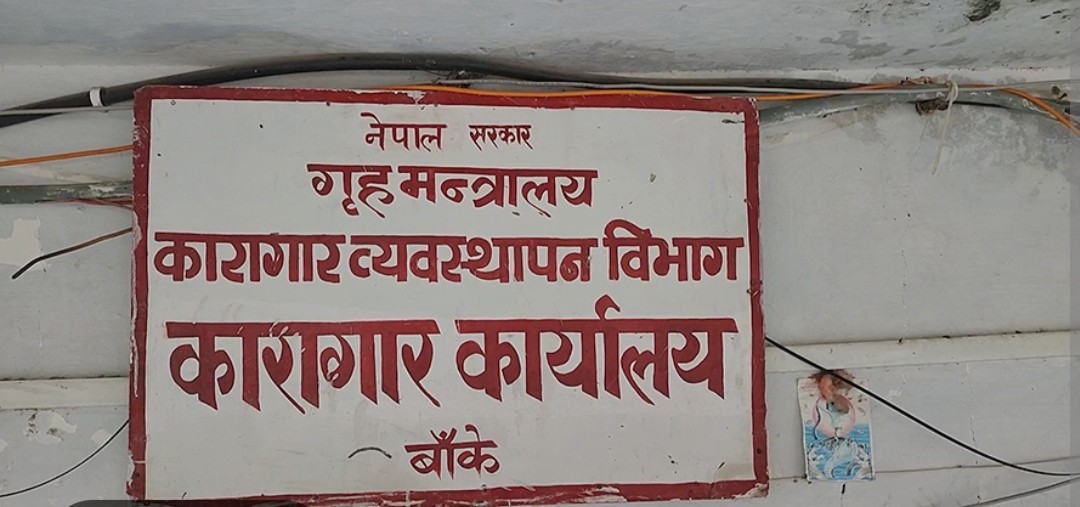 नेपाल सरकार
गृह मन्त्रालय
कारागार व्यवस्थापन विभाग
कारागार कार्यालय
बाँके